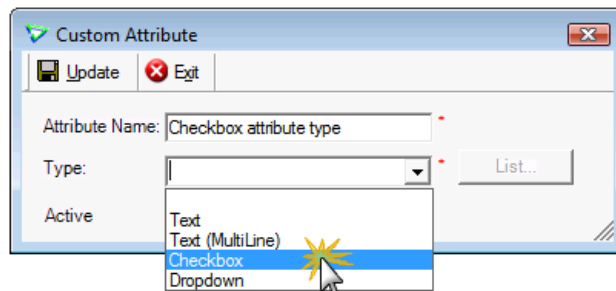 Custom Attribute
Update Exit
Attribute Name: Checkbox attribute type *
Type: * List...
Active
Text
Text (MultiLine)
Checkbox
Dropdown